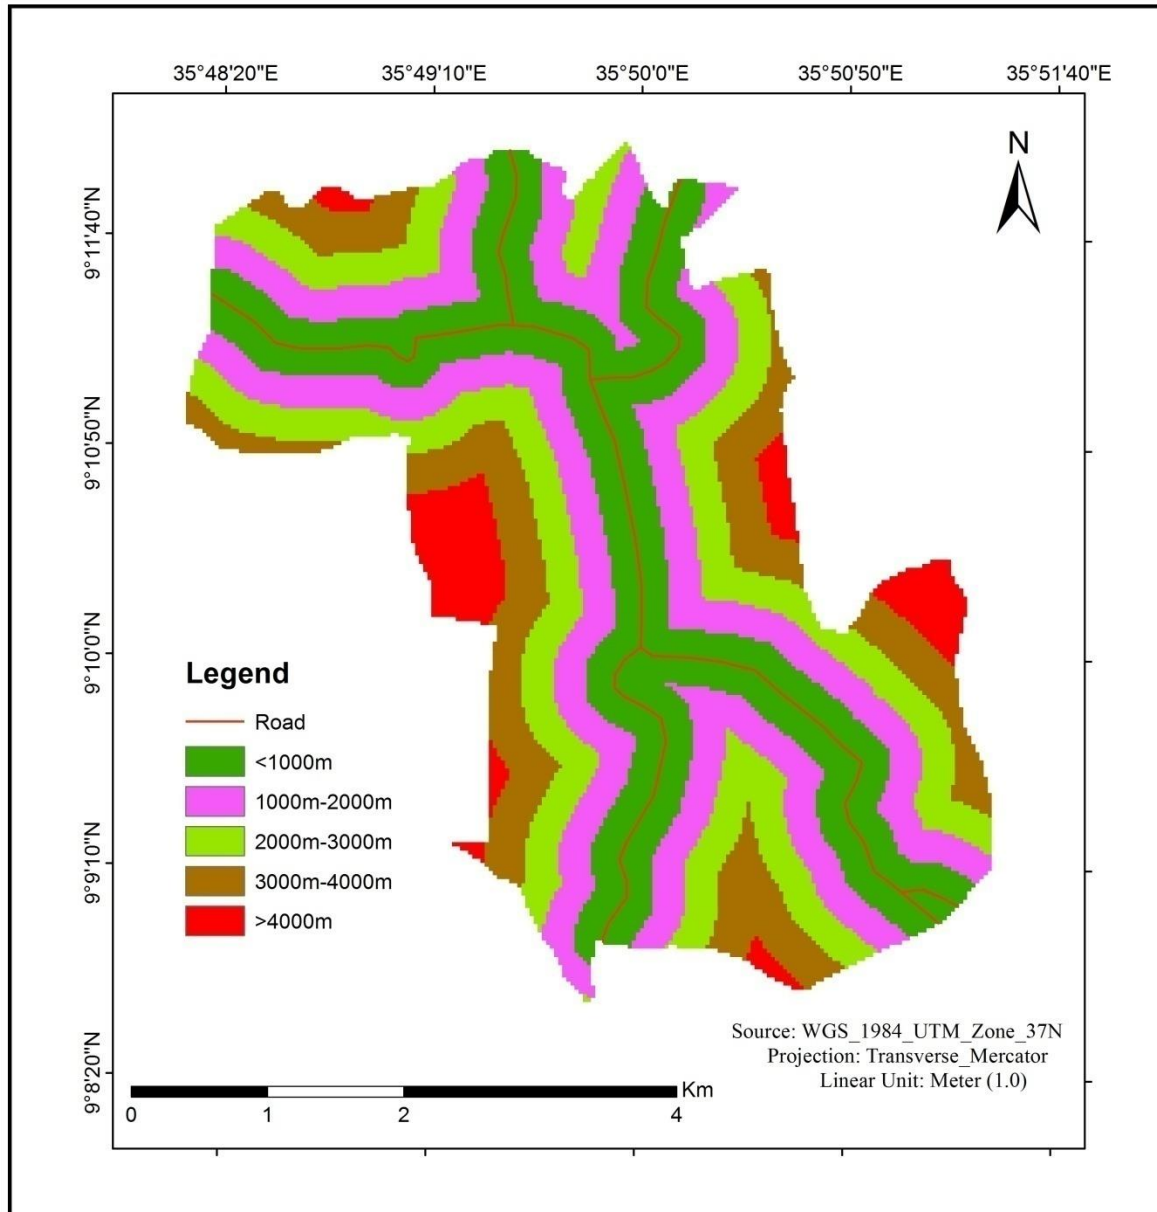 35°48'20"E 35°49'10"E 35°50'0"E 35°50'50"E 35°51'40"E
N
9°11'40"N
9°10'50"N
9°10'0"N
9°9'10"N
9°8'20"N
Legend
Road
<1000m
1000m-2000m
2000m-3000m
3000m-4000m
>4000m
Source: WGS_1984_UTM_Zone_37N
Projection: Transverse_Mercator
Linear Unit: Meter (1.0)
Km
0 1 2 4